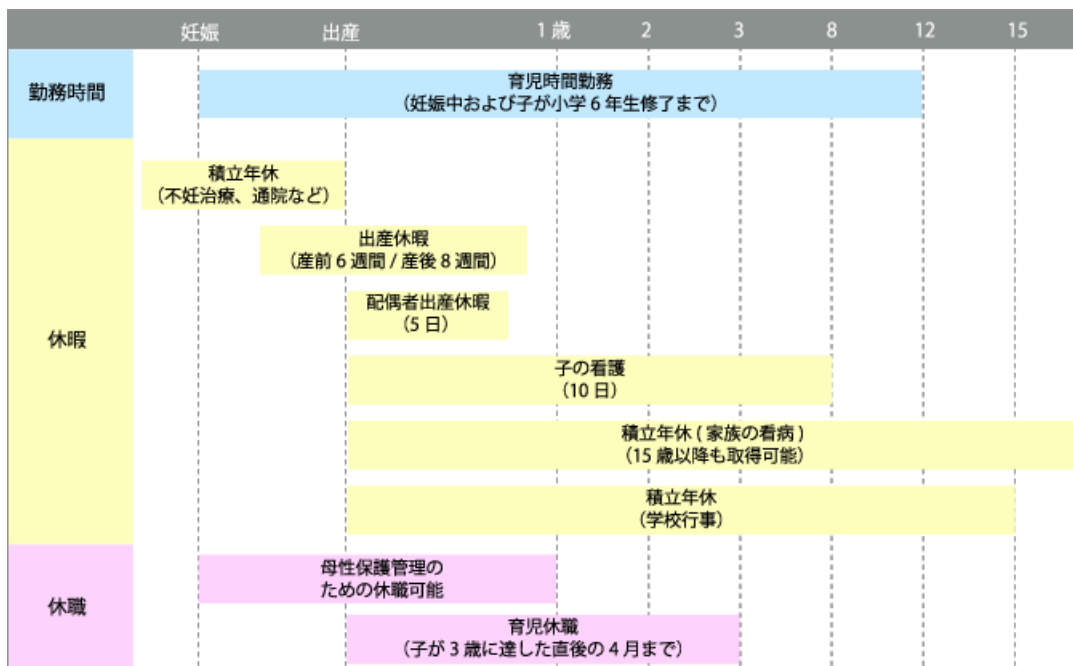 妊娠 出産 1歳 2 3 8 12 15
勤務時間
育児時間勤務
（妊娠中および子が小学6年生修了まで）
休暇
積立年休
（不妊治療、通院など）
出産休暇
（産前6週間 / 産後8週間）
配偶者出産休暇
（5日）
子の看護
（10日）
積立年休 ( 家族の看病 )
（15歳以降も取得可能）
積立年休
（学校行事）
休職
母性保護管理の
ための休職可能
育児休職
（子が3歳に達した直後の4月まで）